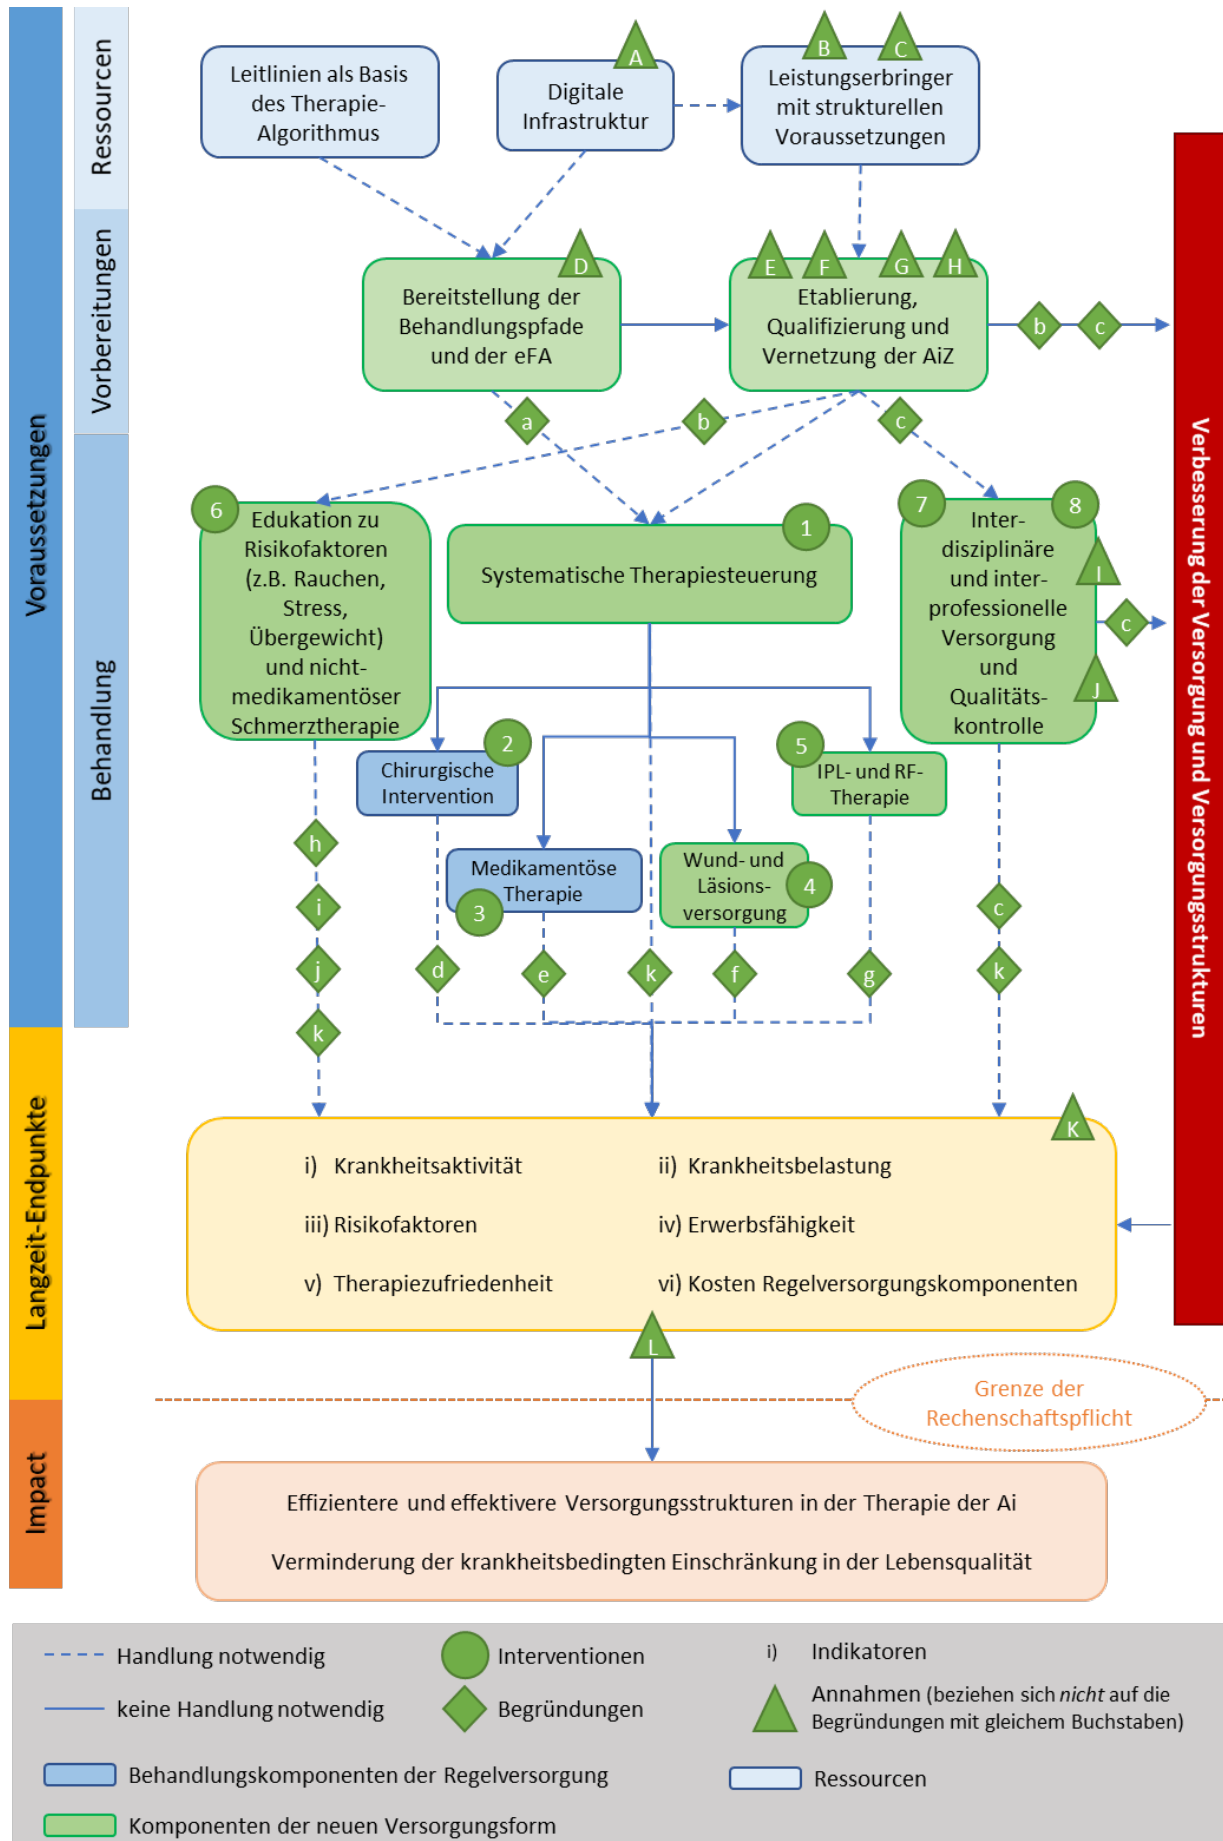 Voraussetzungen
Langzeit-Endpunkte
Impact
Ressourcen
Vorbereitungen
Behandlung
Leitlinien als Basis
des Therapie-
Algorithmus
A
Digitale
Infrastruktur
B
C
Leistungserbringer
mit strukturellen
Voraussetzungen
D
Bereitstellung der
Behandlungspfade
und der eFA
E
F
G
H
Etablierung,
Qualifizierung und
Vernetzung der AiZ
b
c
a
b
c
6
Edukation zu
Risikofaktoren
(z.B. Rauchen,
Stress,
Übergewicht)
und nicht-
medikamentöser
Schmerztherapie
1
Systematische Therapiesteuerung
7
8
Inter-
disziplinäre
und inter-
professionelle
Versorgung
und
Qualitäts-
kontrolle
I
J
c
2
Chirurgische
Intervention
5
IPL- und RF-
Therapie
Medikamentöse
Therapie
3
Wund- und
Läsions-
versorgung
4
h
i
j
k
d
e
k
f
g
c
k
Verbesserung der Versorgung und Versorgungsstrukturen
K
i) Krankheitsaktivität
ii) Krankheitsbelastung
iii) Risikofaktoren
iv) Erwerbsfähigkeit
v) Therapiezufriedenheit
vi) Kosten Regelversorgungskomponenten
L
Grenze der
Rechenschaftspflicht
Effizientere und effektivere Versorgungsstrukturen in der Therapie der Ai
Verminderung der krankheitsbedingten Einschränkung in der Lebensqualität
Handlung notwendig
Interventionen
i) Indikatoren
keine Handlung notwendig
Begründungen
Annahmen (beziehen sich nicht auf die
Begründungen mit gleichem Buchstaben)
Behandlungskomponenten der Regelversorgung
Ressourcen
Komponenten der neuen Versorgungsform